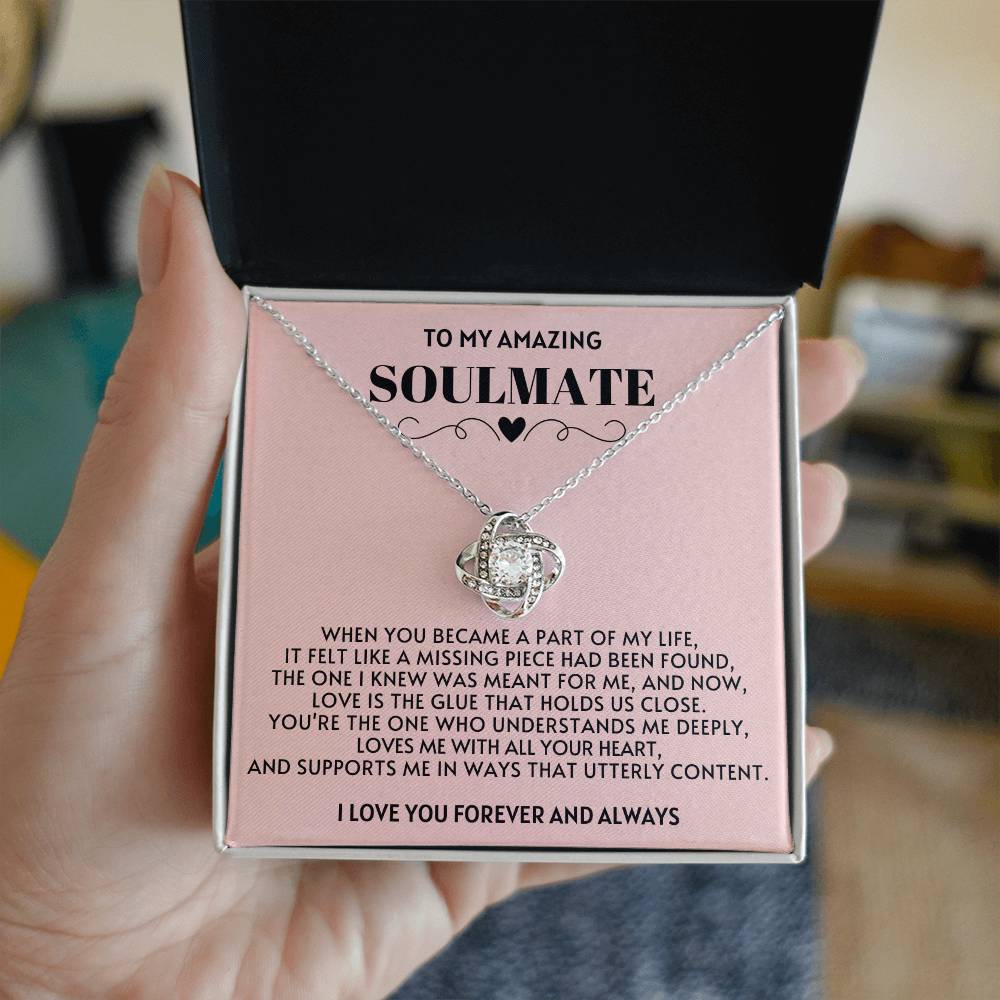 TO MY AMAZING
SOULMATE
WHEN YOU BECAME A PART OF MY LIFE,
IT FELT LIKE A MISSING PIECE HAD BEEN FOUND,
THE ONE I KNEW WAS MEANT FOR ME, AND NOW,
LOVE IS THE GLUE THAT HOLDS US CLOSE.
YOU'RE THE ONE WHO UNDERSTANDS ME DEEPLY,
LOVES ME WITH ALL YOUR HEART,
AND SUPPORTS ME IN WAYS THAT UTTERLY CONTENT.
I LOVE YOU FOREVER AND ALWAYS